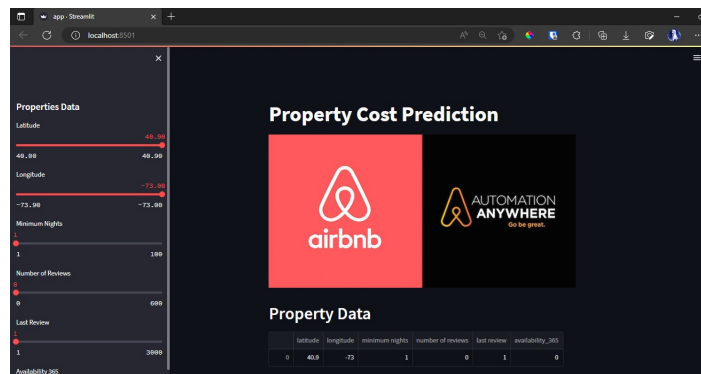 app · Streamlit
localhost:8501
Properties Data
Latitude
40.90
40.00 40.90
Longitude
-73.00
-73.90 -73.00
Minimum Nights
1
1 100
Number of Reviews
0
0 600
Last Review
1
1 3000
Availability 365
Property Cost Prediction
airbnb
AUTOMATION
ANYWHERE
Go be great.
Property Data
latitude longitude minimum nights number of reviews last review availability_365
0 40.9 -73 1 0 1 0